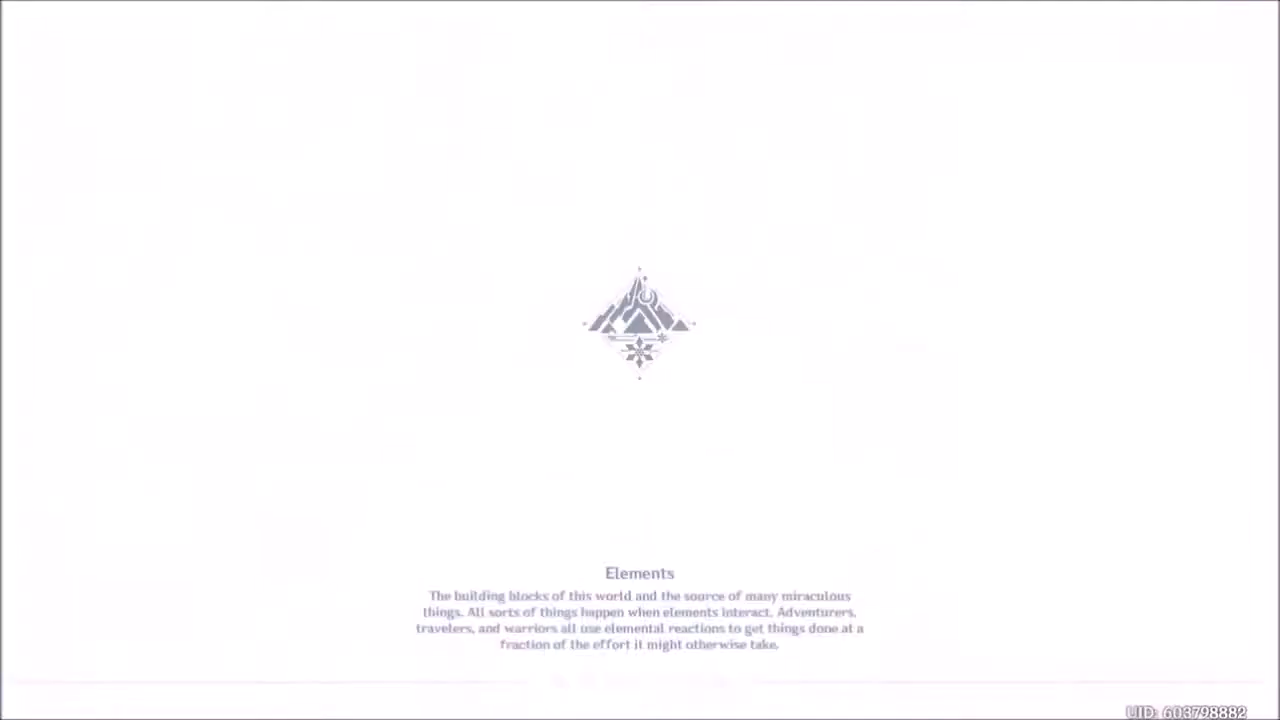 Elements
The building blocks of this world and the source of many miraculous
things. All sorts of things happen when elements interact. Adventurers,
travelers, and warriors all use elemental reactions to get things done at a
fraction of the effort it might otherwise take.
UID: 603798882